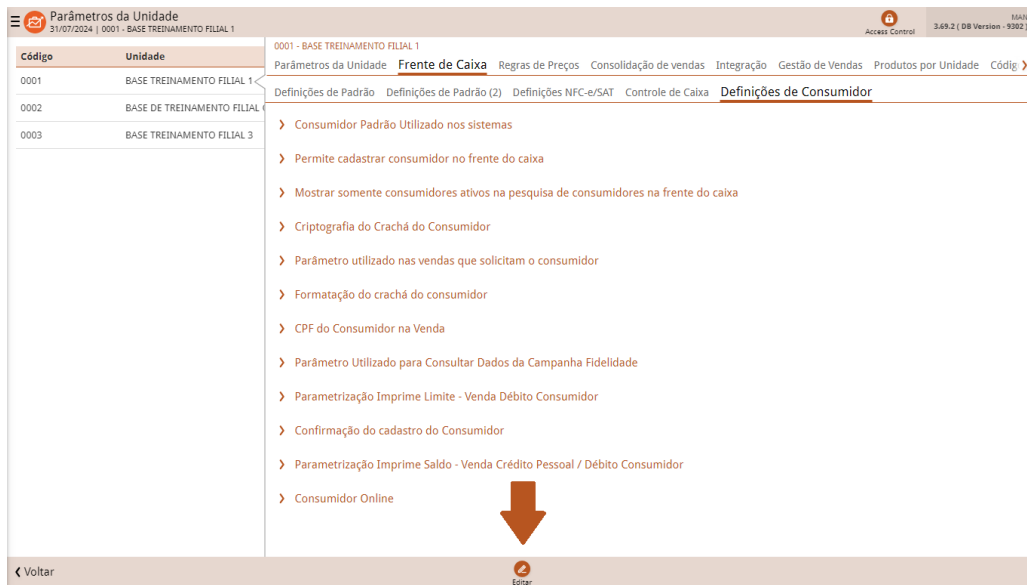 Parâmetros da Unidade
31/07/2024 | 0001 - BASE TREINAMENTO FILIAL 1
Access Control
MAN
3.69.2 ( DB Version - 9302 )
Código Unidade
0001 BASE TREINAMENTO FILIAL 1
0002 BASE DE TREINAMENTO FILIAL
0003 BASE TREINAMENTO FILIAL 3
0001 - BASE TREINAMENTO FILIAL 1
Parâmetros da Unidade Frente de Caixa Regras de Preços Consolidação de vendas Integração Gestão de Vendas Produtos por Unidade Códig
Definições de Padrão Definições de Padrão (2) Definições NFC-e/SAT Controle de Caixa Definições de Consumidor
Consumidor Padrão Utilizado nos sistemas
Permite cadastrar consumidor no frente do caixa
Mostrar somente consumidores ativos na pesquisa de consumidores na frente do caixa
Criptografia do Crachá do Consumidor
Parâmetro utilizado nas vendas que solicitam o consumidor
Formatação do crachá do consumidor
CPF do Consumidor na Venda
Parâmetro Utilizado para Consultar Dados da Campanha Fidelidade
Parametrização Imprime Limite - Venda Débito Consumidor
Confirmação do cadastro do Consumidor
Parametrização Imprime Saldo - Venda Crédito Pessoal / Débito Consumidor
Consumidor Online
Voltar
Editar